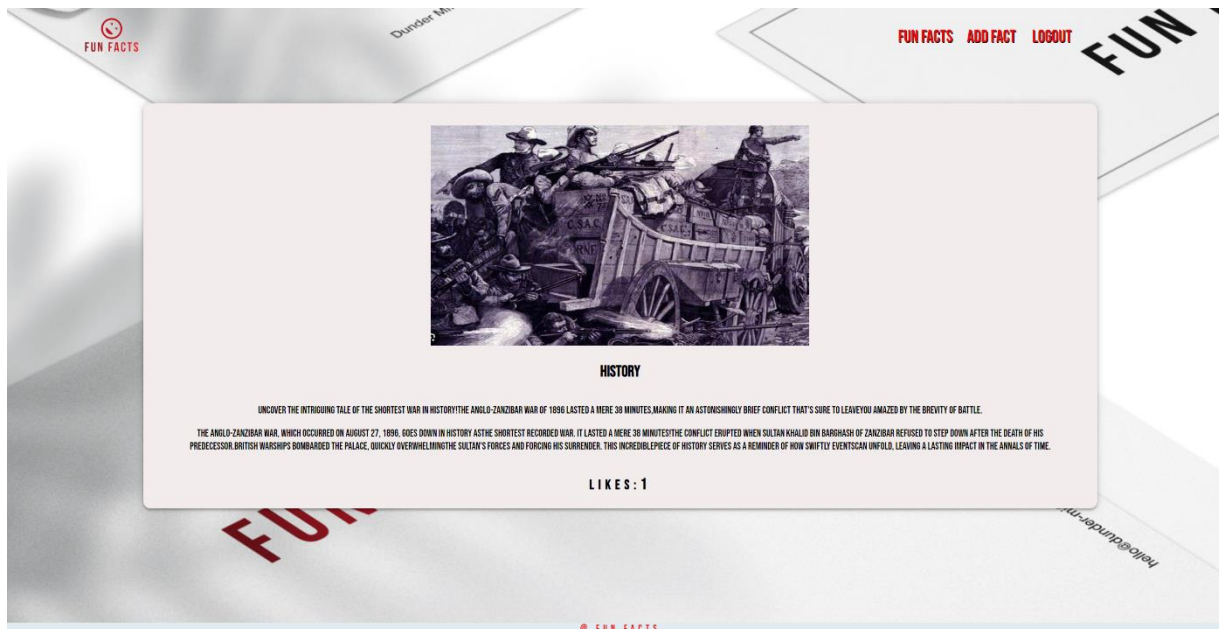 FUN FACTS
Dunder Mi
FUN FACTS ADD FACT LOGOUT
FUN
C.S.A.C.
HISTORY
UNCOVER THE INTRIGUING TALE OF THE SHORTEST WAR IN HISTORY!THE ANGLO-ZANZIBAR WAR OF 1896 LASTED A MERE 38 MINUTES,MAKING IT AN ASTONISHINGLY BRIEF CONFLICT THAT'S SURE TO LEAVEYOU AMAZED BY THE BREVITY OF BATTLE.
THE ANGLO-ZANZIBAR WAR, WHICH OCCURRED ON AUGUST 27, 1896, GOES DOWN IN HISTORY ASTHE SHORTEST RECORDED WAR. IT LASTED A MERE 38 MINUTES!THE CONFLICT ERUPTED WHEN SULTAN KHALID BIN BARGHASH OF ZANZIBAR REFUSED TO STEP DOWN AFTER THE DEATH OF HIS
PREDECESSOR.BRITISH WARSHIPS BOMBARDED THE PALACE, QUICKLY OVERWHELMINGTHE SULTAN'S FORCES AND FORCING HIS SURRENDER. THIS INCREDIBLEPIECE OF HISTORY SERVES AS A REMINDER OF HOW SWIFTLY EVENTSCAN UNFOLD, LEAVING A LASTING IMPACT IN THE ANNALS OF TIME.
LIKES: 1
FUN
hello@dunder-mi
@ FUN FACTS